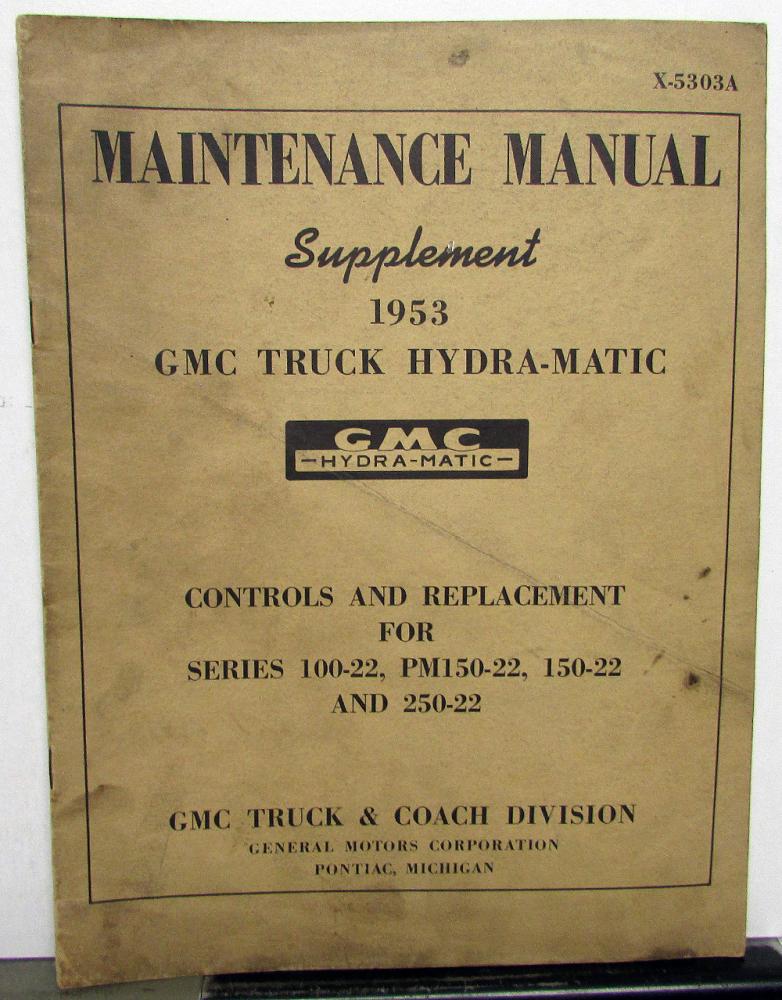 X-5303A
MAINTENANCE MANUAL
Supplement
1953
GMC TRUCK HYDRA-MATIC
GMC
-HYDRA-MATIC-
CONTROLS AND REPLACEMENT
FOR
SERIES 100-22, PM150-22, 150-22
AND 250-22
GMC TRUCK & COACH DIVISION
GENERAL MOTORS CORPORATION
PONTIAC, MICHIGAN